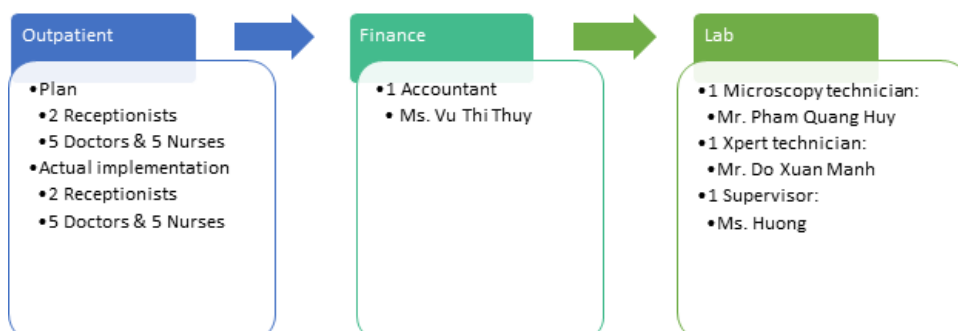 Outpatient
•Plan
•2 Receptionists
•5 Doctors & 5 Nurses
•Actual implementation
•2 Receptionists
•5 Doctors & 5 Nurses
Finance
•1 Accountant
• Ms. Vu Thi Thuy
Lab
•1 Microscopy technician:
•Mr. Pham Quang Huy
•1 Xpert technician:
•Mr. Do Xuan Manh
•1 Supervisor:
•Ms. Huong